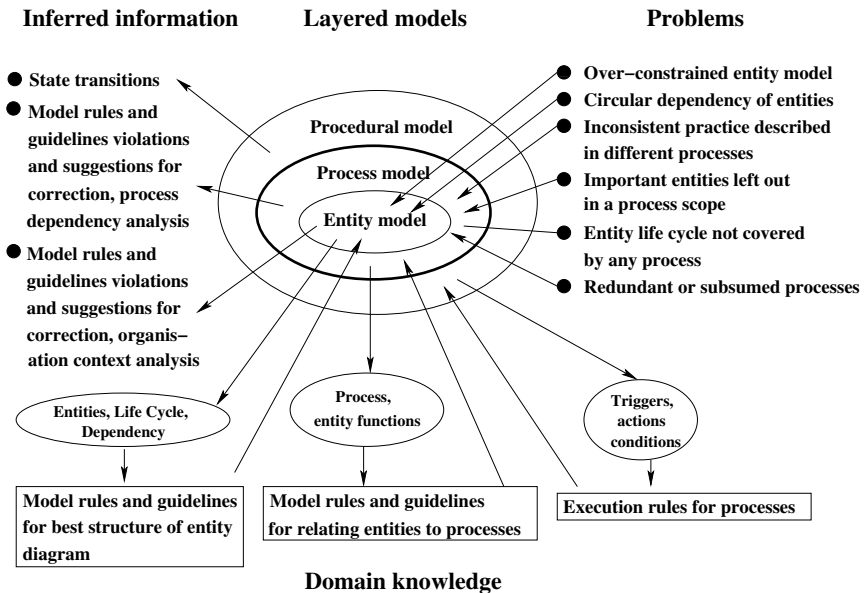 Inferred information
Layered models
Problems
State transitions
Model rules and
guidelines violations
and suggestions for
correction, process
dependency analysis
Model rules and
guidelines violations
and suggestions for
correction, organis−
ation context analysis
Procedural model
Process model
Entity model
Over−constrained entity model
Circular dependency of entities
Inconsistent practice described
in different processes
Important entities left out
in a process scope
Entity life cycle not covered
by any process
Redundant or subsumed processes
Entities, Life Cycle,
Dependency
Process,
entity functions
Triggers,
actions
conditions
Model rules and guidelines
for best structure of entity
diagram
Model rules and guidelines
for relating entities to processes
Execution rules for processes
Domain knowledge